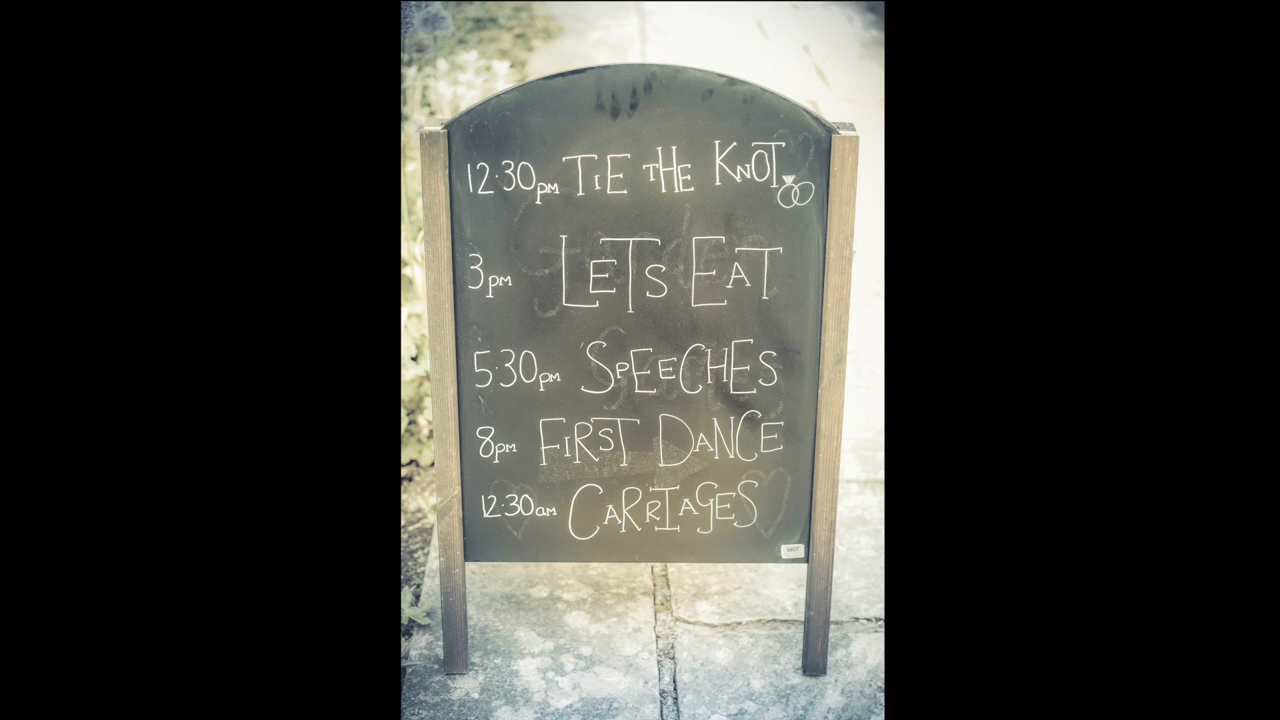 12·30pm TiE THE KNOT
3pm LETS EAT
5·30pm SPEECHES
8pm FiRST DANCE
12·30am CARRIAGES